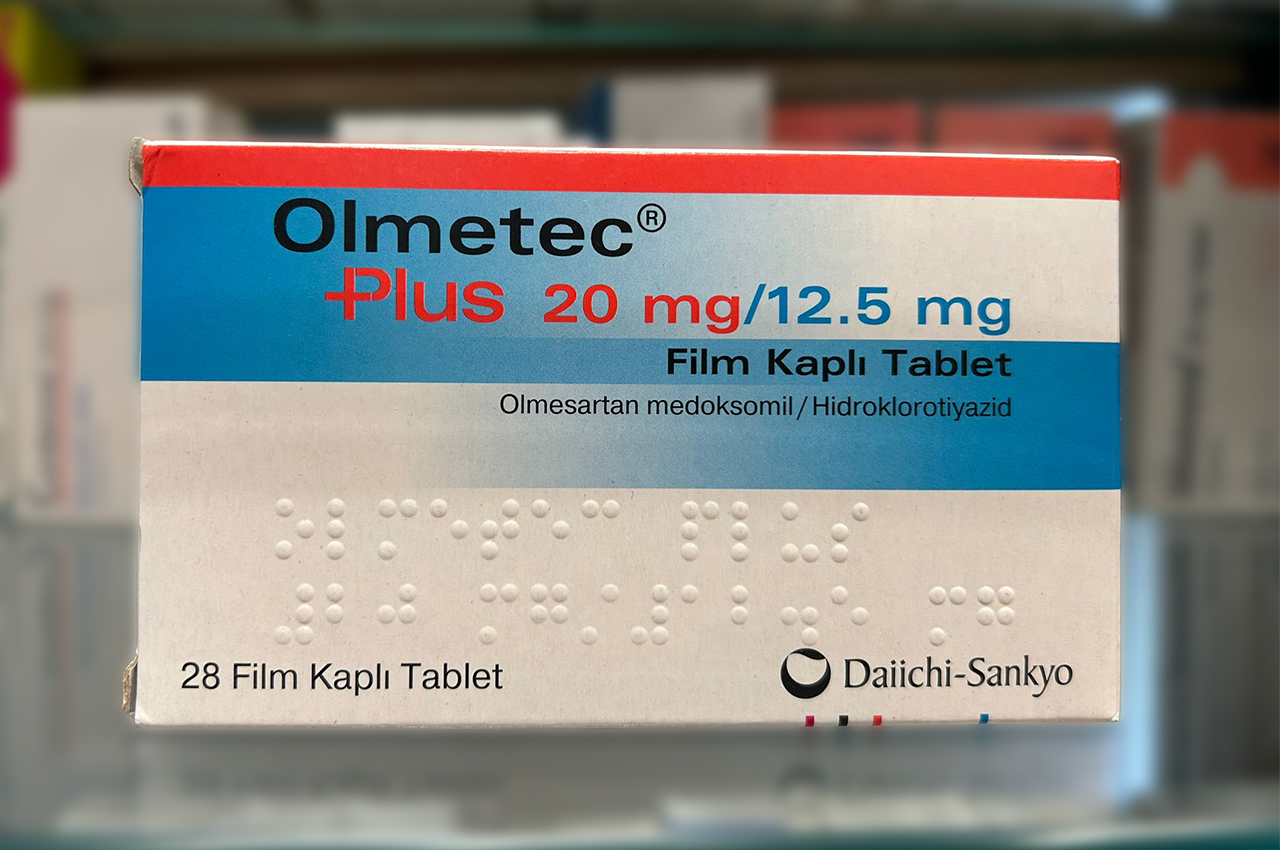 Olmetec®
Plus 20 mg/12.5 mg
Film Kaplı Tablet
Olmesartan medoksomil/Hidroklorotiyazid
28 Film Kaplı Tablet
Daiichi-Sankyo